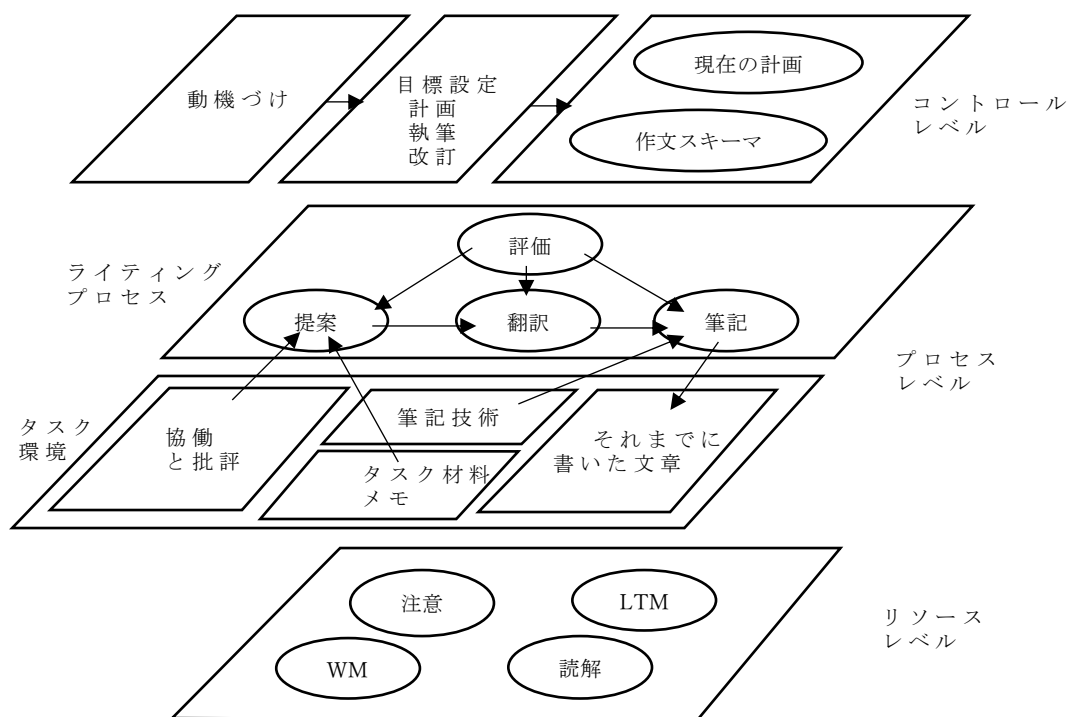 現在の計画
動機づけ
目標設定
計画
執筆
改訂
作文スキーマ
コントロール
レベル
評価
ライティング
プロセス
提案
翻訳
筆記
プロセス
レベル
タスク
環境
協働
と批評
筆記技術
タスク材料
メモ
それまでに
書いた文章
注意
LTM
WM
読解
リソース
レベル